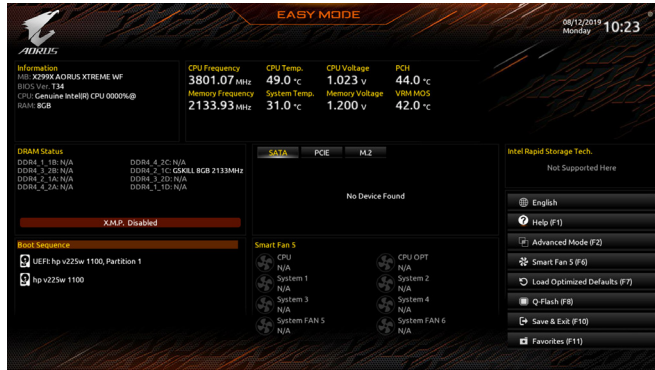 EASY MODE
08/12/2019 Monday 10:23
AORUS
Information
MB: X299X AORUS XTREME WF
BIOS Ver. T34
CPU: Genuine Intel(R) CPU 0000%@
RAM: 8GB
CPU Frequency
3801.07 MHz
CPU Temp.
49.0 °C
CPU Voltage
1.023 V
PCH
44.0 °C
Memory Frequency
2133.93 MHz
System Temp.
31.0 °C
Memory Voltage
1.200 V
VRM MOS
42.0 °C
DRAM Status
DDR4_1_1B: N/A
DDR4_4_2C: N/A
DDR4_3_2B: N/A
DDR4_2_1C: GSKILL 8GB 2133MHz
DDR4_2_1A: N/A
DDR4_3_2D: N/A
DDR4_4_2A: N/A
DDR4_1_1D: N/A
X.M.P. Disabled
SATA PCIE M.2
No Device Found
Intel Rapid Storage Tech.
Not Supported Here
Boot Sequence
UEFI: hp v225w 1100, Partition 1
hp v225w 1100
Smart Fan 5
CPU
N/A
CPU OPT
N/A
System 1
N/A
System 2
N/A
System 3
N/A
System 4
N/A
System FAN 5
N/A
System FAN 6
N/A
English
Help (F1)
Advanced Mode (F2)
Smart Fan 5 (F6)
Load Optimized Defaults (F7)
Q-Flash (F8)
Save & Exit (F10)
Favorites (F11)